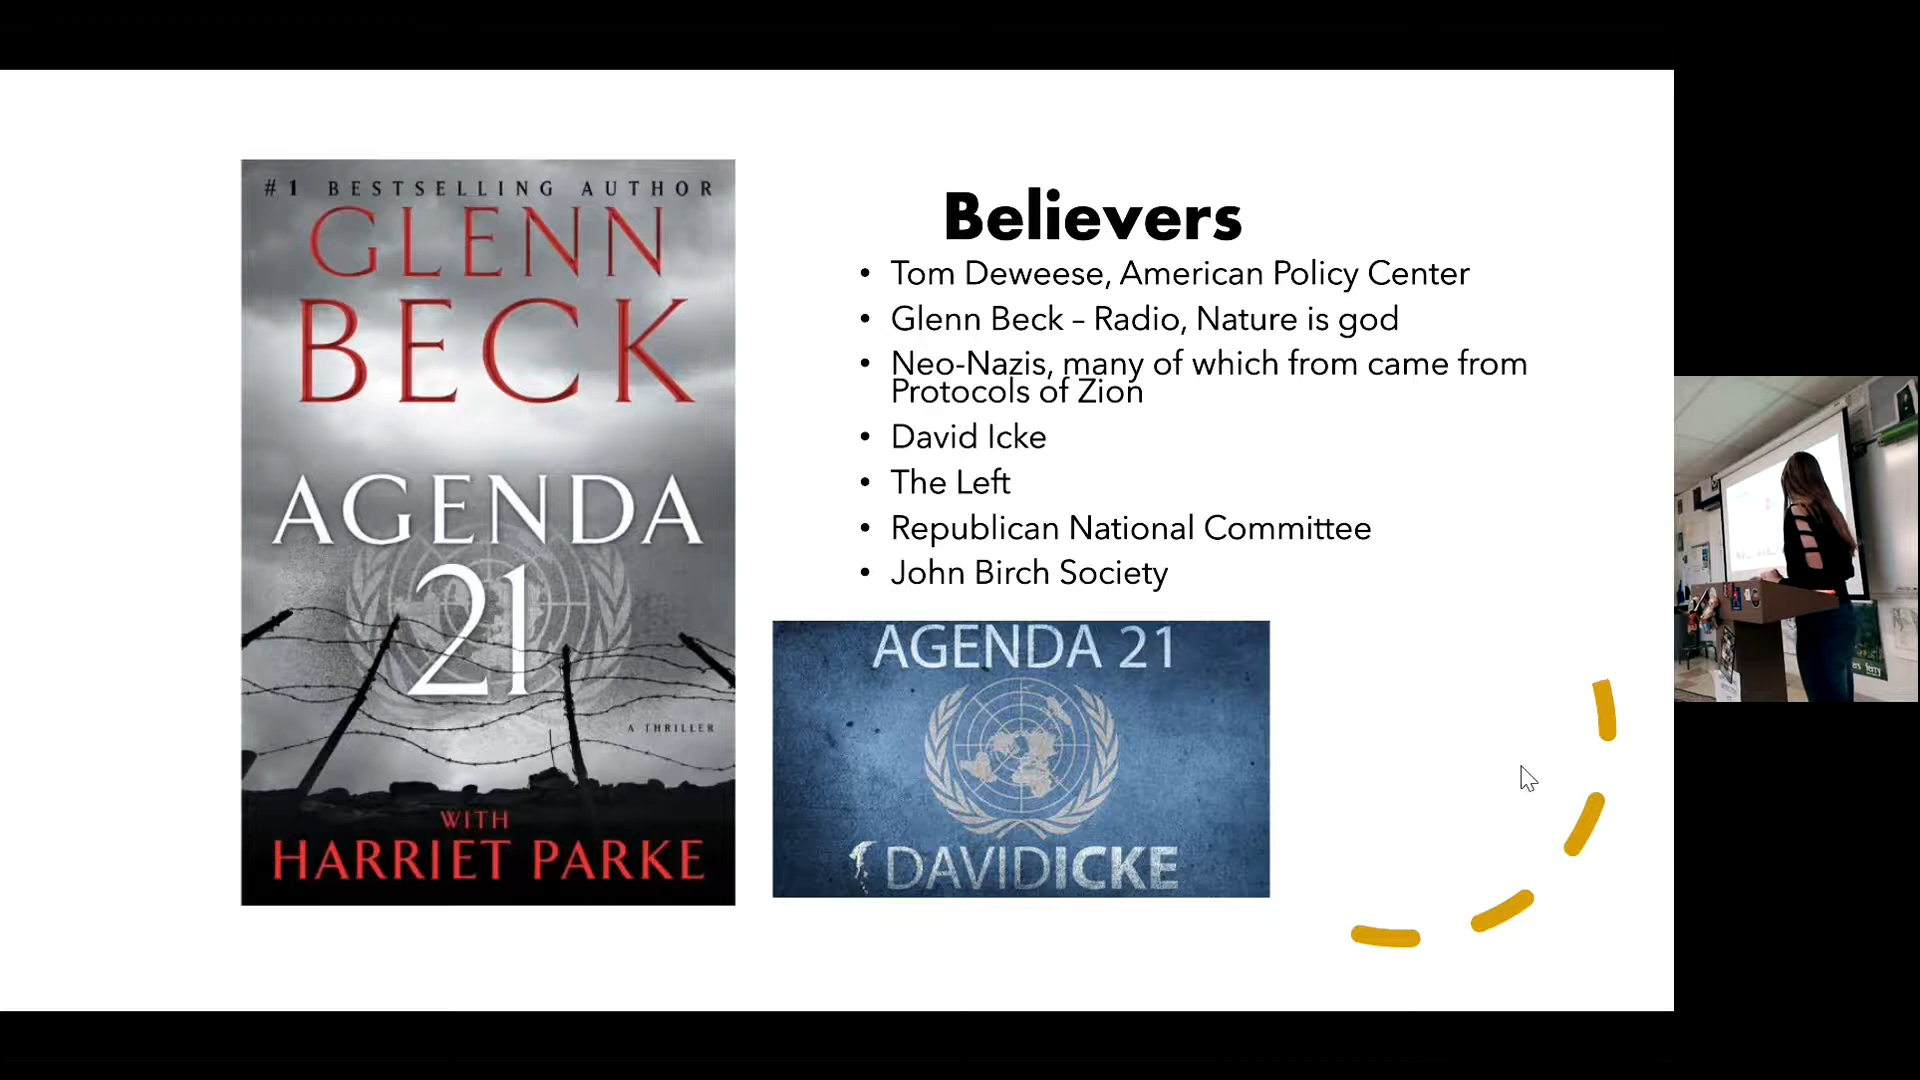 #1 BESTSELLING AUTHOR
GLENN
BECK
AGENDA
21
A THRILLER
WITH
HARRIET PARKE
Believers
• Tom Deweese, American Policy Center
• Glenn Beck – Radio, Nature is god
• Neo-Nazis, many of which from came from
Protocols of Zion
• David Icke
• The Left
• Republican National Committee
• John Birch Society
AGENDA 21
DAVIDICKE